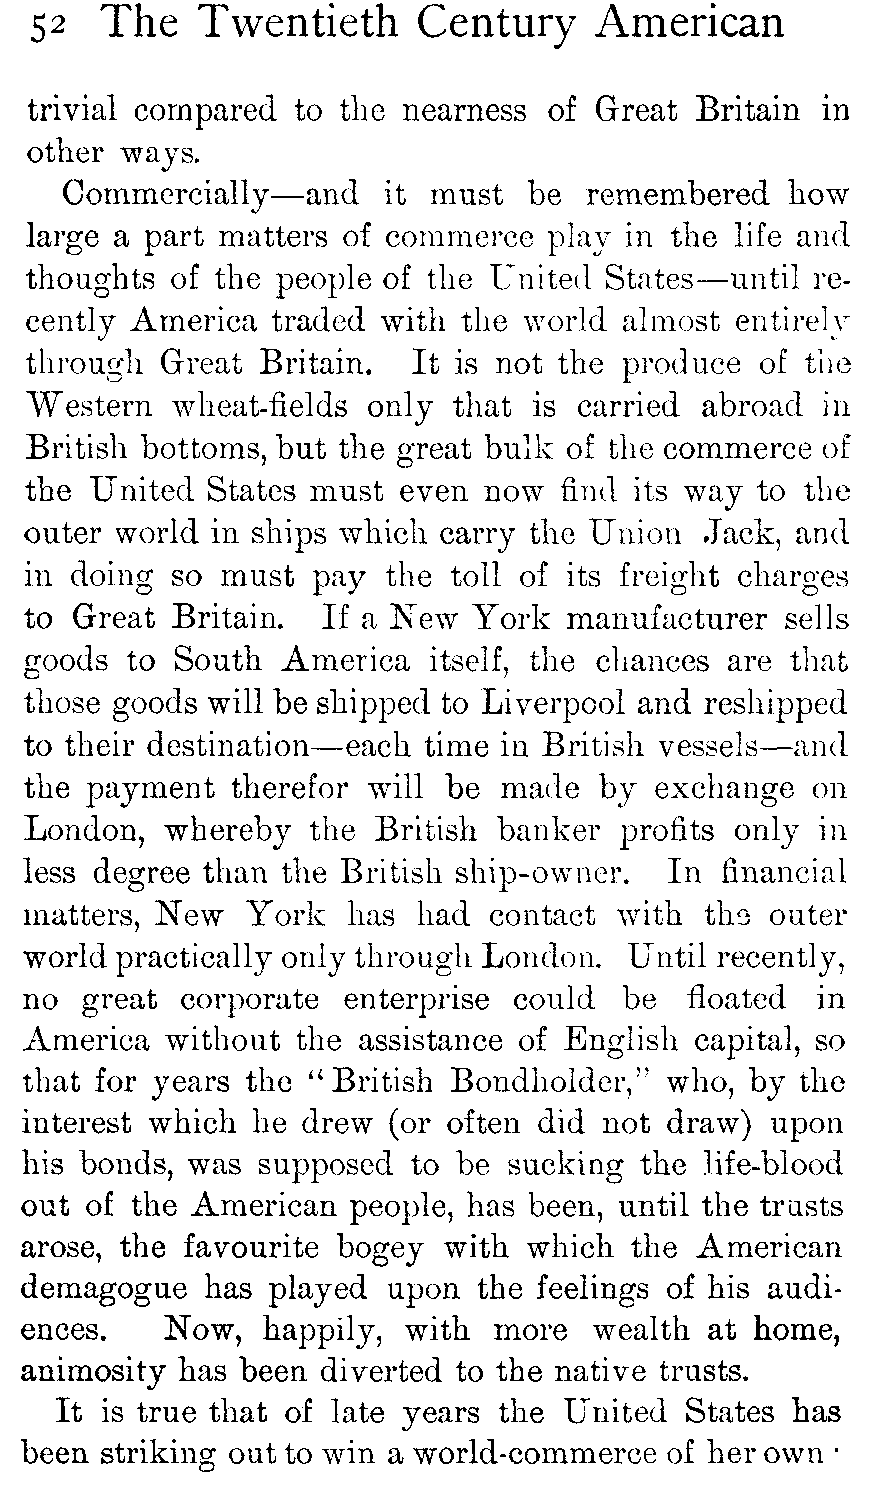 52 The Twentieth Century American
trivial compared to the nearness of Great Britain in
other ways.
Commercially—and it must be remembered how
large a part matters of commerce play in the life and
thoughts of the people of the United States—until re-
cently America traded with the world almost entirely
through Great Britain. It is not the produce of the
Western wheat-fields only that is carried abroad in
British bottoms, but the great bulk of the commerce of
the United States must even now find its way to the
outer world in ships which carry the Union Jack, and
in doing so must pay the toll of its freight charges
to Great Britain. If a New York manufacturer sells
goods to South America itself, the chances are that
those goods will be shipped to Liverpool and reshipped
to their destination—each time in British vessels—and
the payment therefor will be made by exchange on
London, whereby the British banker profits only in
less degree than the British ship-owner. In financial
matters, New York has had contact with the outer
world practically only through London. Until recently,
no great corporate enterprise could be floated in
America without the assistance of English capital, so
that for years the "British Bondholder," who, by the
interest which he drew (or often did not draw) upon
his bonds, was supposed to be sucking the life-blood
out of the American people, has been, until the trusts
arose, the favourite bogey with which the American
demagogue has played upon the feelings of his audi-
ences. Now, happily, with more wealth at home,
animosity has been diverted to the native trusts.
It is true that of late years the United States has
been striking out to win a world-commerce of her own ·